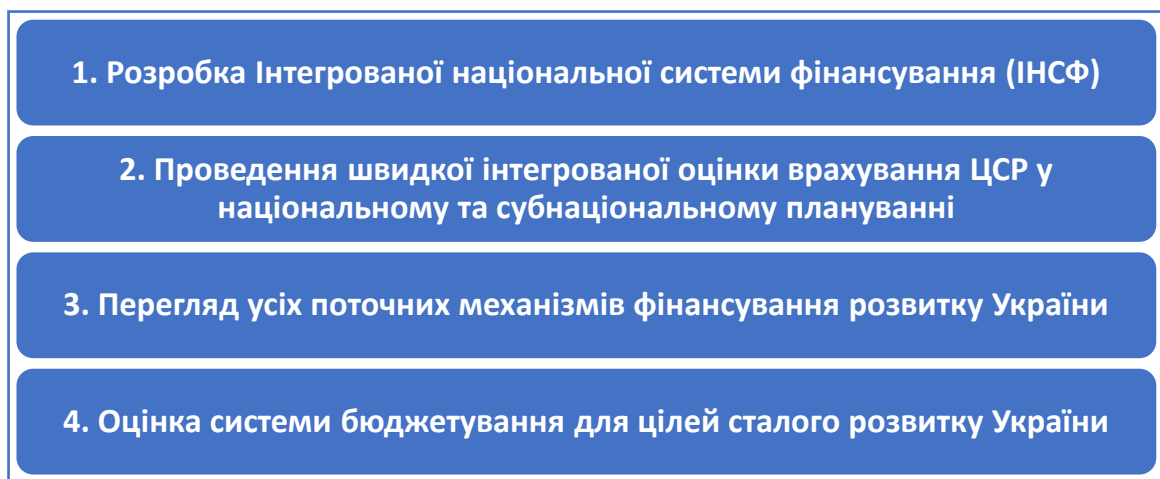 1. Розробка Інтегрованої національної системи фінансування (ІНСФ)
2. Проведення швидкої інтегрованої оцінки врахування ЦСР у
національному та субнаціональному плануванні
3. Перегляд усіх поточних механізмів фінансування розвитку України
4. Оцінка системи бюджетування для цілей сталого розвитку України